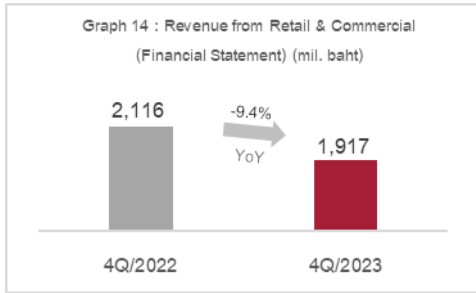 Graph 14 : Revenue from Retail & Commercial
(Financial Statement) (mil. baht)
2,116
-9.4%
YoY
1,917
4Q/2022
4Q/2023